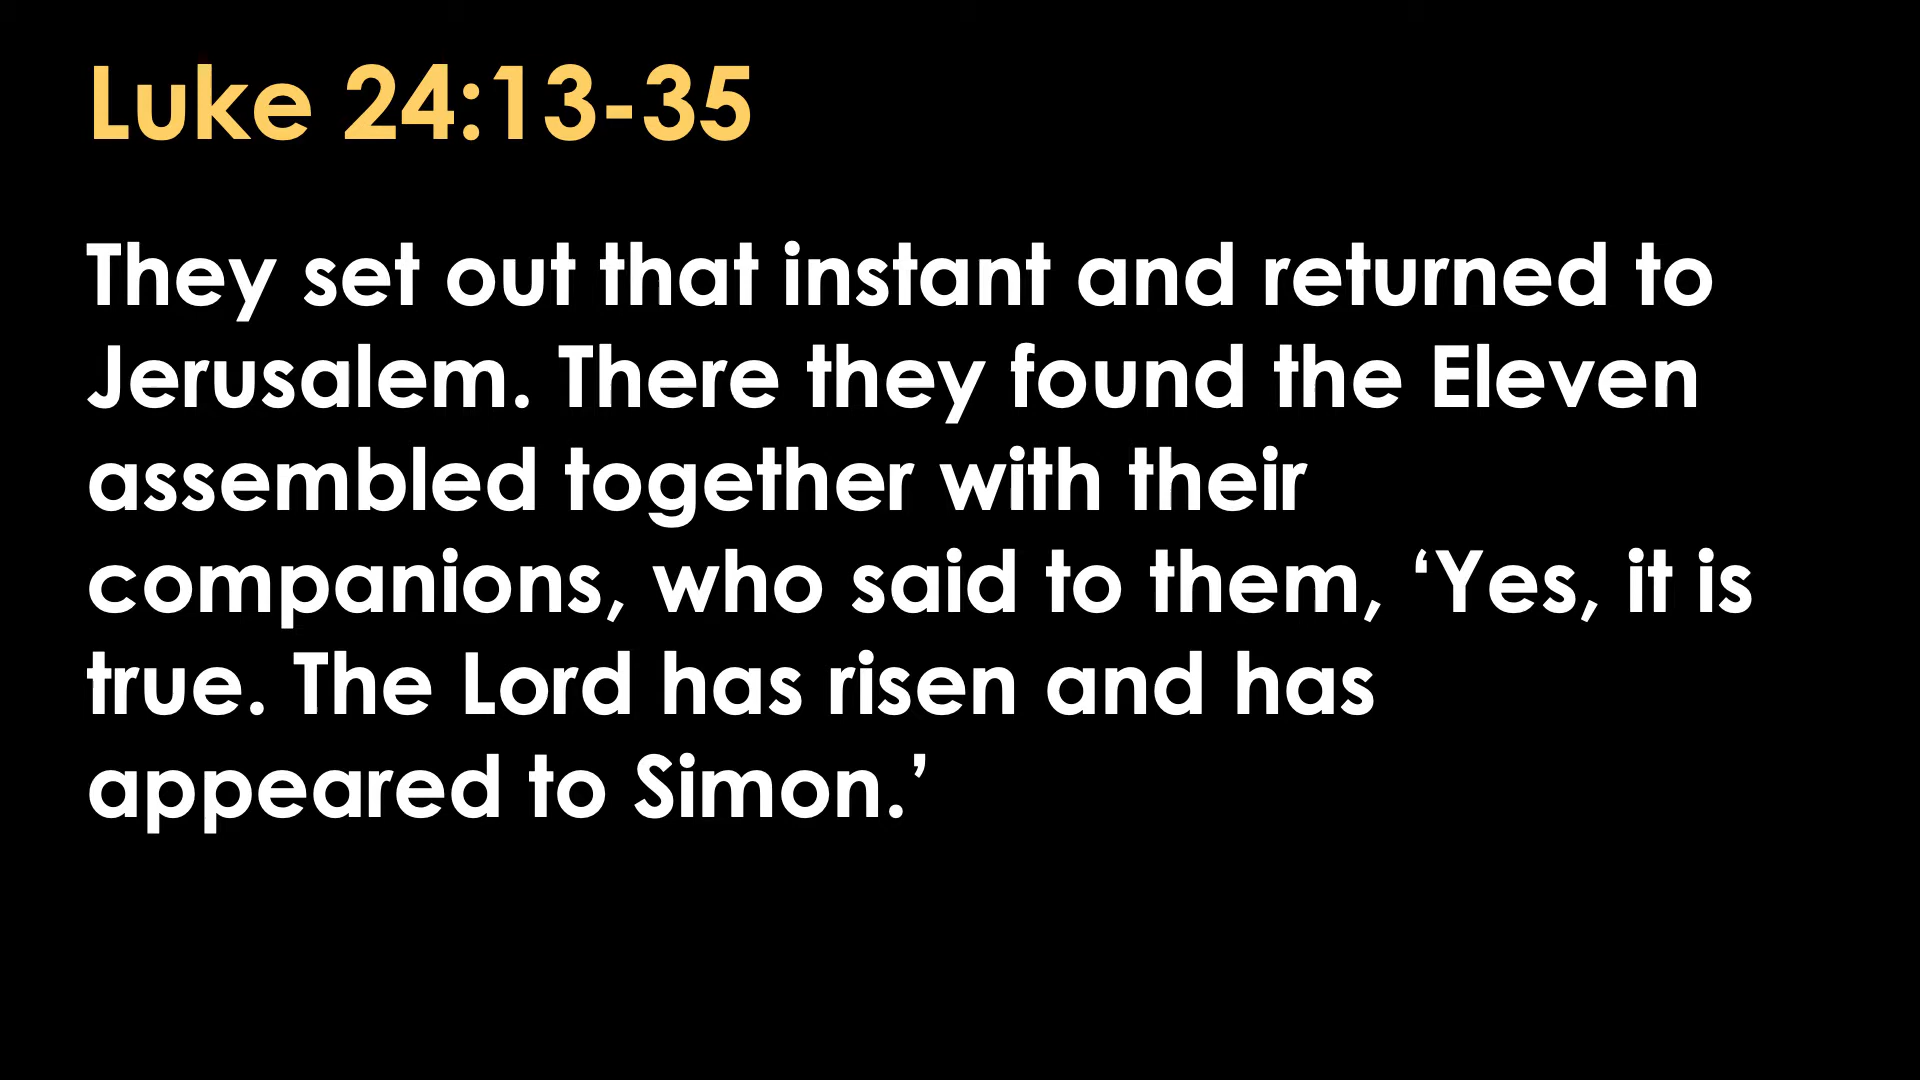 Luke 24:13-35
They set out that instant and returned to
Jerusalem. There they found the Eleven
assembled together with their
companions, who said to them, ‘Yes, it is
true. The Lord has risen and has
appeared to Simon.’